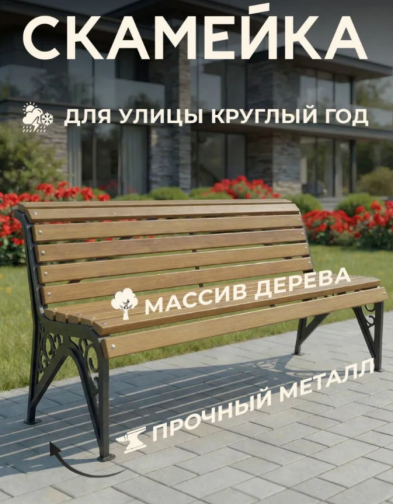 СКАМЕЙКА
ДЛЯ УЛИЦЫ КРУГЛЫЙ ГОД
МАССИВ ДЕРЕВА
ПРОЧНЫЙ МЕТАЛЛ